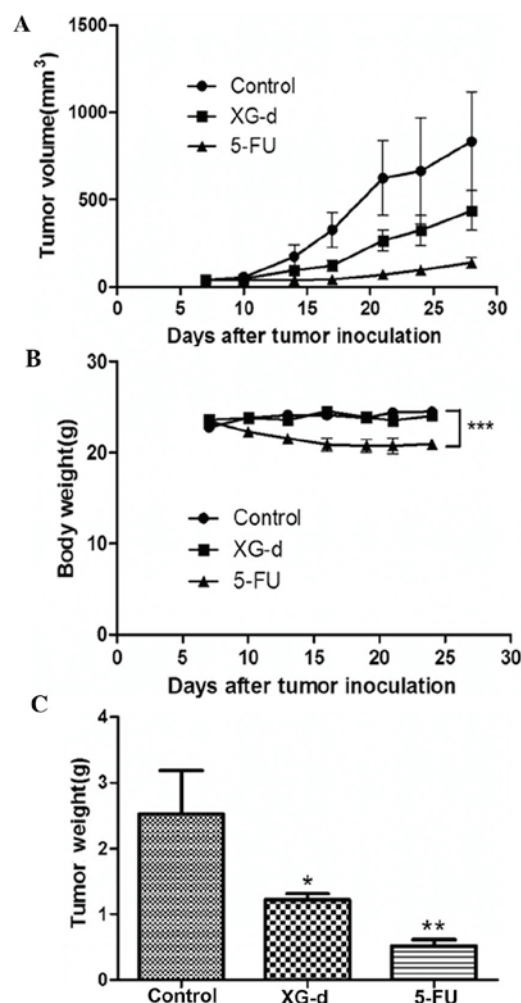 A
Tumor volume(mm³)
1500
1000
500
0
Control
XG-d
5-FU
0 5 10 15 20 25 30
Days after tumor inoculation
B
Body weight(g)
30
20
10
0
***
Control
XG-d
5-FU
0 5 10 15 20 25 30
Days after tumor inoculation
C
Tumor weight(g)
4
3
2
1
0
*
**
Control XG-d 5-FU